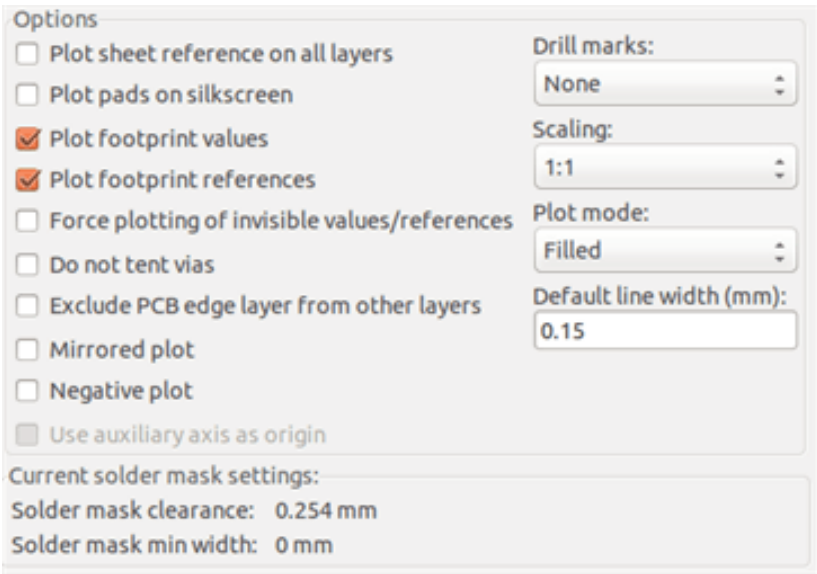 Options
Plot sheet reference on all layers
Plot pads on silkscreen
Plot footprint values
Plot footprint references
Force plotting of invisible values/references
Do not tent vias
Exclude PCB edge layer from other layers
Mirrored plot
Negative plot
Use auxiliary axis as origin
Drill marks:
None
Scaling:
1:1
Plot mode:
Filled
Default line width (mm):
0.15
Current solder mask settings:
Solder mask clearance: 0.254 mm
Solder mask min width: 0 mm